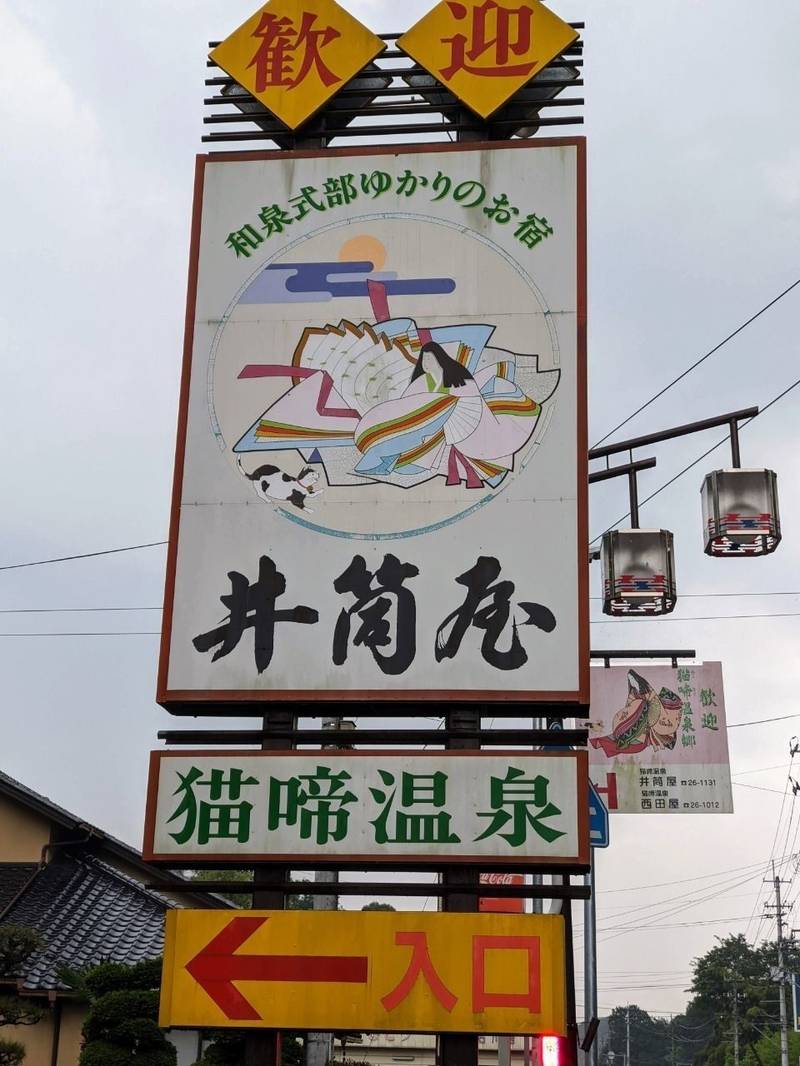 歓迎
和泉式部ゆかりのお宿
井筒屋
猫啼温泉
入口
歓迎
猫啼温泉郷
猫啼温泉
井筒屋 ☎26-1131
猫啼温泉
西田屋 ☎26-1012